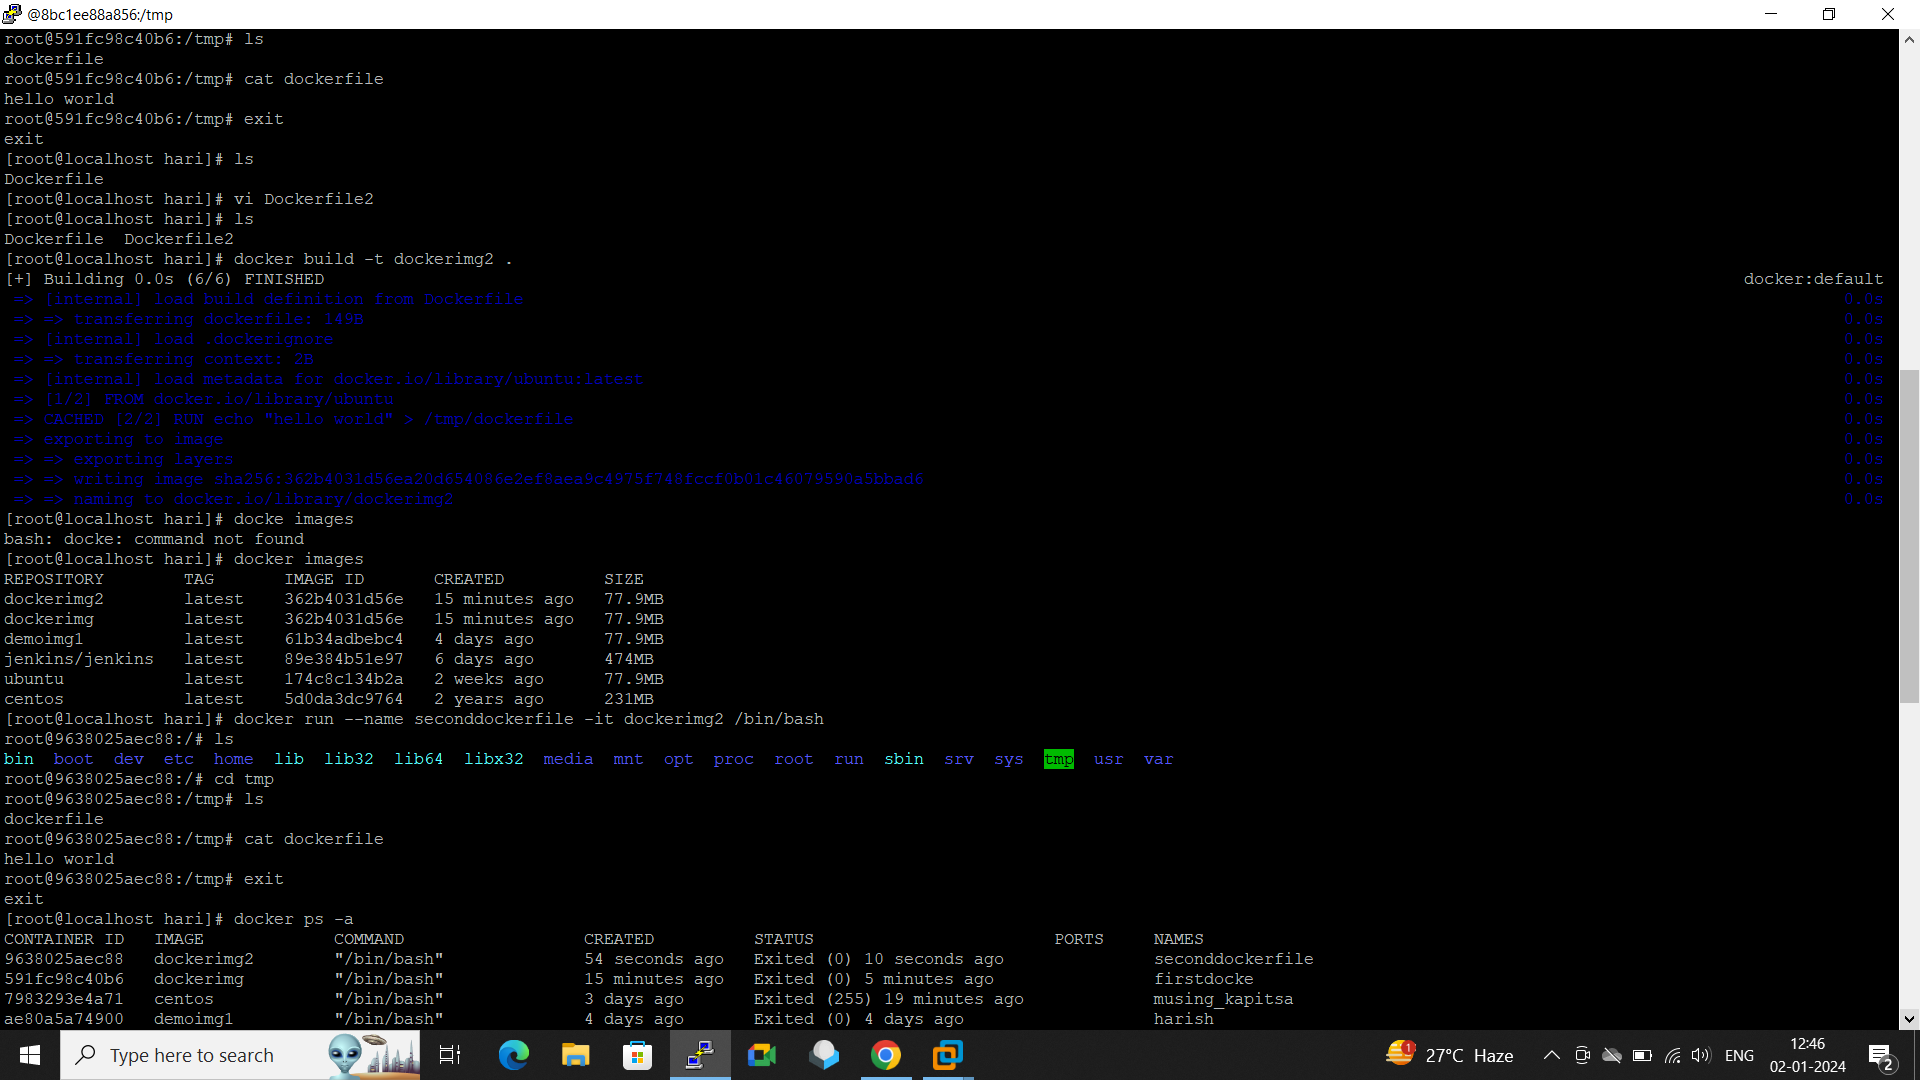 @8bc1ee88a856:/tmp
root@591fc98c40b6:/tmp# ls
dockerfile
root@591fc98c40b6:/tmp# cat dockerfile
hello world
root@591fc98c40b6:/tmp# exit
exit
[root@localhost hari]# ls
Dockerfile
[root@localhost hari]# vi Dockerfile2
[root@localhost hari]# ls
Dockerfile  Dockerfile2
[root@localhost hari]# docker build -t dockerimg2 .
[+] Building 0.0s (6/6) FINISHED docker:default
=> [internal] load build definition from Dockerfile 0.0s
=> => transferring dockerfile: 149B 0.0s
=> [internal] load .dockerignore 0.0s
=> => transferring context: 2B 0.0s
=> [internal] load metadata for docker.io/library/ubuntu:latest 0.0s
=> [1/2] FROM docker.io/library/ubuntu 0.0s
=> CACHED [2/2] RUN echo "hello world" > /tmp/dockerfile 0.0s
=> exporting to image 0.0s
=> => exporting layers 0.0s
=> => writing image sha256:362b4031d56ea20d654086e2ef8aea9c4975f748fccf0b01c46079590a5bbad6 0.0s
=> => naming to docker.io/library/dockerimg2 0.0s
[root@localhost hari]# docke images
bash: docke: command not found
[root@localhost hari]# docker images
REPOSITORY TAG IMAGE ID CREATED SIZE
dockerimg2 latest 362b4031d56e 15 minutes ago 77.9MB
dockerimg latest 362b4031d56e 15 minutes ago 77.9MB
demoimg1 latest 61b34adbebc4 4 days ago 77.9MB
jenkins/jenkins latest 89e384b51e97 6 days ago 474MB
ubuntu latest 174c8c134b2a 2 weeks ago 77.9MB
centos latest 5d0da3dc9764 2 years ago 231MB
[root@localhost hari]# docker run --name seconddockerfile -it dockerimg2 /bin/bash
root@9638025aec88:/# ls
bin boot dev etc home lib lib32 lib64 libx32 media mnt opt proc root run sbin srv sys tmp usr var
root@9638025aec88:/# cd tmp
root@9638025aec88:/tmp# ls
dockerfile
root@9638025aec88:/tmp# cat dockerfile
hello world
root@9638025aec88:/tmp# exit
exit
[root@localhost hari]# docker ps -a
CONTAINER ID IMAGE COMMAND CREATED STATUS PORTS NAMES
9638025aec88 dockerimg2 "/bin/bash" 54 seconds ago Exited (0) 10 seconds ago seconddockerfile
591fc98c40b6 dockerimg "/bin/bash" 15 minutes ago Exited (0) 5 minutes ago firstdocke
7983293e4a71 centos "/bin/bash" 3 days ago Exited (255) 19 minutes ago musing_kapitsa
ae80a5a74900 demoimg1 "/bin/bash" 4 days ago Exited (0) 4 days ago harish
Type here to search
1
27°C Haze
ENG
12:46
02-01-2024
2